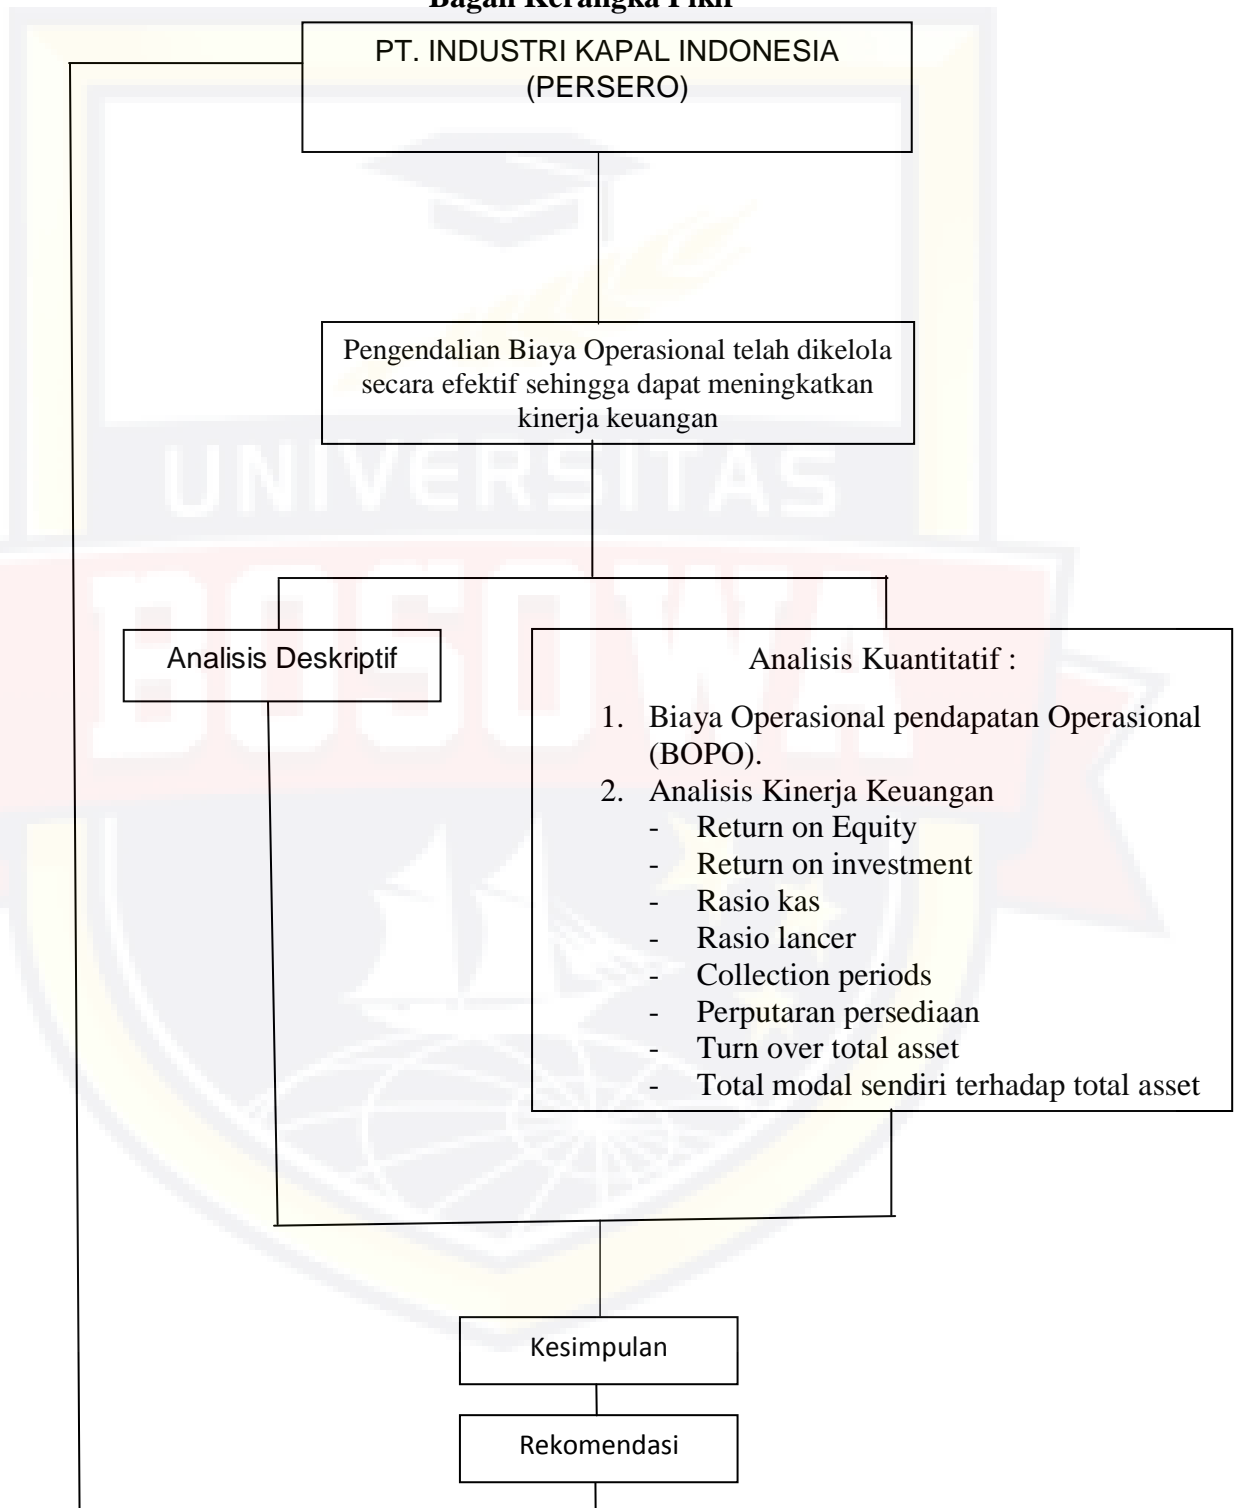 Bagan Kerangka Pikir
PT. INDUSTRI KAPAL INDONESIA
(PERSERO)
Pengendalian Biaya Operasional telah dikelola
secara efektif sehingga dapat meningkatkan
kinerja keuangan
UNIVERSITAS
BOSOWA
Analisis Deskriptif
Analisis Kuantitatif :
1. Biaya Operasional pendapatan Operasional
(BOPO).
2. Analisis Kinerja Keuangan
- Return on Equity
- Return on investment
- Rasio kas
- Rasio lancer
- Collection periods
- Perputaran persediaan
- Turn over total asset
- Total modal sendiri terhadap total asset
Kesimpulan
Rekomendasi